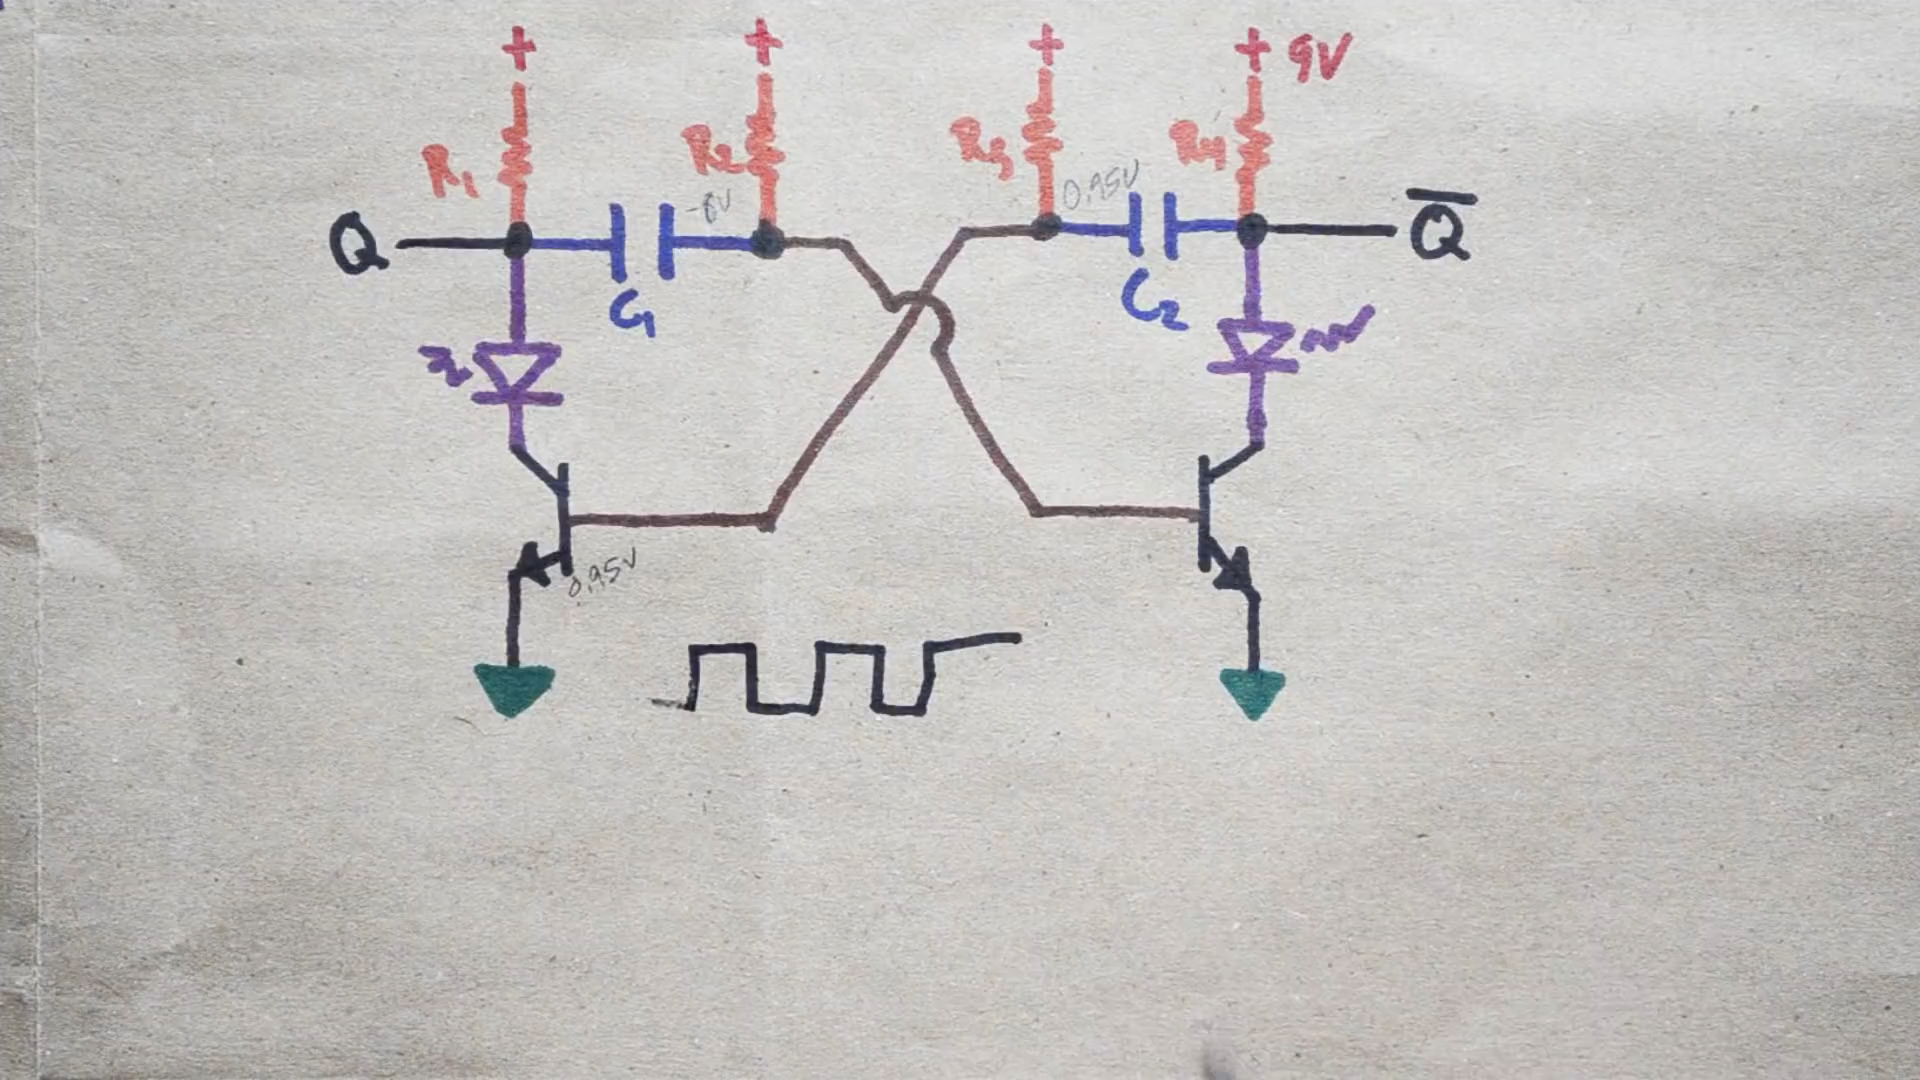 + + + + 9V
R1 R2 R3 R4
-8V 0.95V
Q Q̅
C1 C2
0.95V